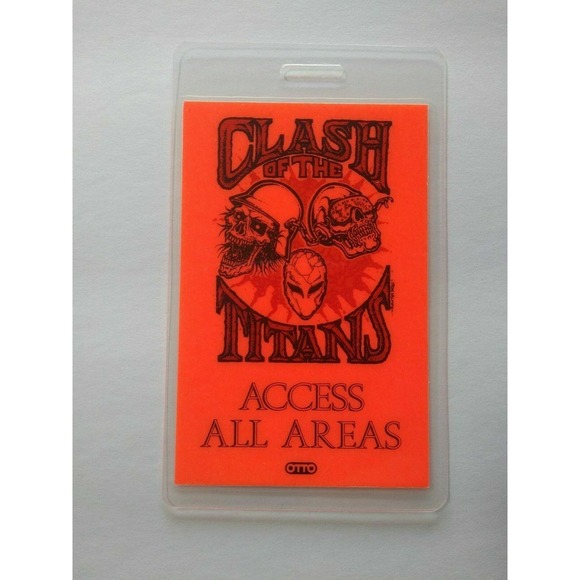 CLASH
OF THE
TITANS
ACCESS
ALL AREAS
OTTO